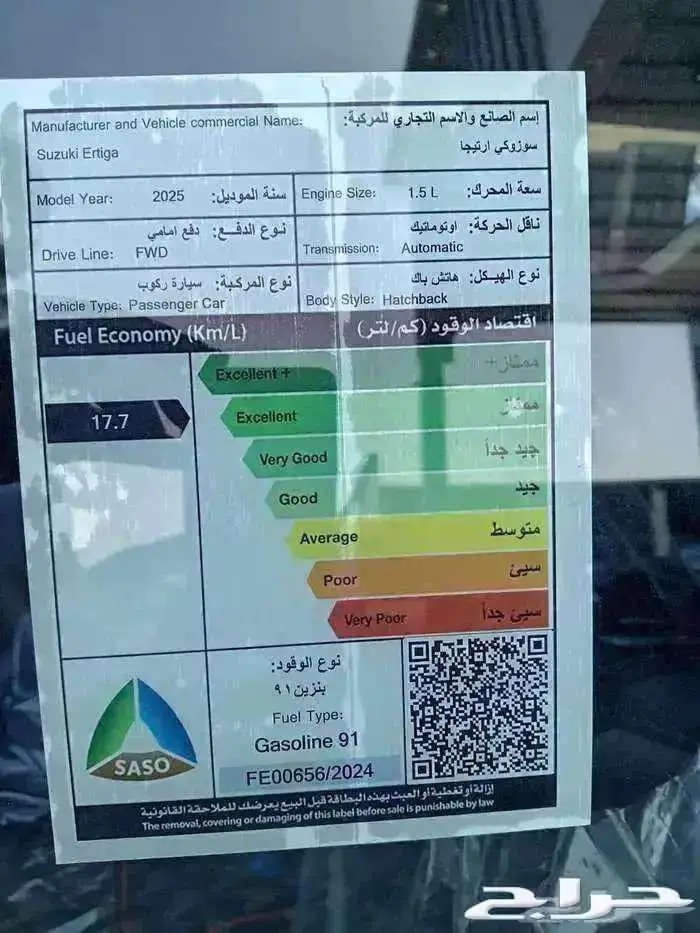 Manufacturer and Vehicle commercial Name: إسم الصانع والاسم التجاري للمركبة:
Suzuki Ertiga سوزوكي ارتيجا
Model Year: 2025 سنة الموديل:
Engine Size: 1.5 L سعة المحرك:
نوع الدفع: دفع امامي
Drive Line: FWD
ناقل الحركة: اوتوماتيك
Transmission: Automatic
نوع المركبة: سيارة ركوب
Vehicle Type: Passenger Car
نوع الهيكل: هاتش باك
Body Style: Hatchback
Fuel Economy (Km/L) اقتصاد الوقود (كم/لتر)
17.7
Excellent + ممتاز+
Excellent ممتاز
Very Good جيد جداً
Good جيد
Average متوسط
Poor سيئ
Very Poor سيئ جداً
SASO
نوع الوقود:
بنزين ٩١
Fuel Type:
Gasoline 91
FE00656/2024
إزالة أو تغطية أو العبث بهذه البطاقة قبل البيع يعرضك للملاحقة القانونية
The removal, covering or damaging of this label before sale is punishable by law
حراج